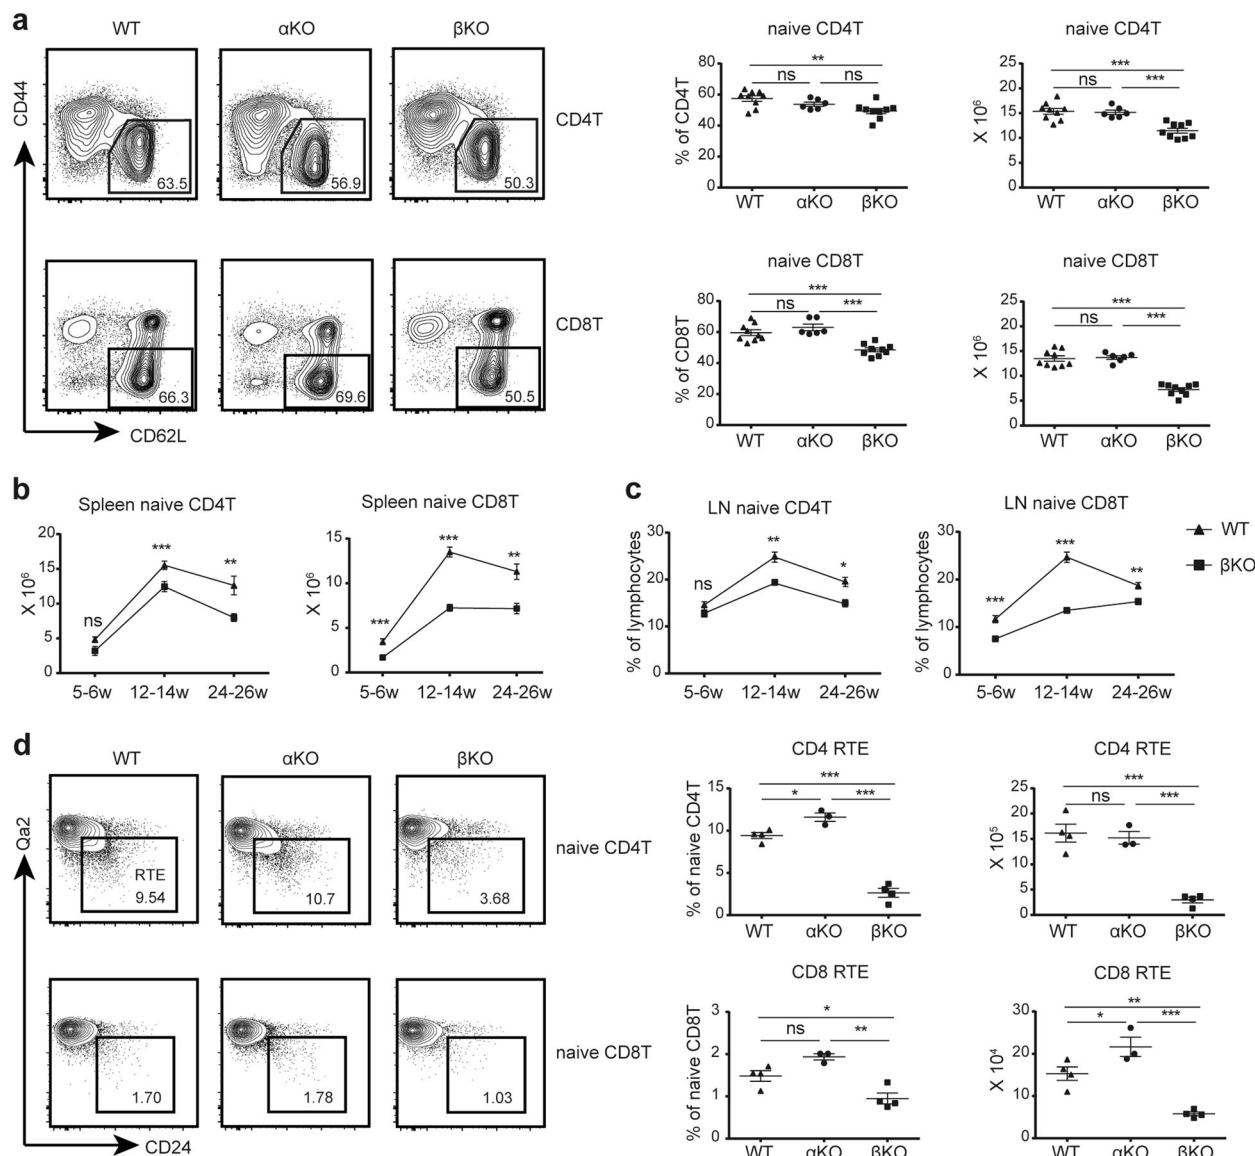 a
WT
αKO
βKO
CD44
63.5
56.9
50.3
CD4T
66.3
69.6
50.5
CD8T
CD62L
naive CD4T
% of CD4T
80
60
40
20
0
**
ns
ns
WT
αKO
βKO
naive CD4T
X 10⁶
25
20
15
10
5
0
***
ns
***
WT
αKO
βKO
naive CD8T
% of CD8T
80
60
40
20
0
***
ns
***
WT
αKO
βKO
naive CD8T
X 10⁶
25
20
15
10
5
0
***
ns
***
WT
αKO
βKO
b
Spleen naive CD4T
X 10⁶
20
15
10
5
0
ns
***
**
5-6w
12-14w
24-26w
Spleen naive CD8T
X 10⁶
15
10
5
0
***
***
**
5-6w
12-14w
24-26w
c
LN naive CD4T
% of lymphocytes
30
20
10
0
ns
**
*
5-6w
12-14w
24-26w
LN naive CD8T
% of lymphocytes
30
20
10
0
***
***
**
5-6w
12-14w
24-26w
WT
βKO
d
WT
αKO
βKO
Qa2
RTE
9.54
10.7
3.68
naive CD4T
1.70
1.78
1.03
naive CD8T
CD24
CD4 RTE
% of naive CD4T
15
10
5
0
***
*
***
WT
αKO
βKO
CD4 RTE
X 10⁵
25
20
15
10
5
0
***
ns
***
WT
αKO
βKO
CD8 RTE
% of naive CD8T
3
2
1
0
*
ns
**
WT
αKO
βKO
CD8 RTE
X 10⁴
30
20
10
0
**
*
***
WT
αKO
βKO